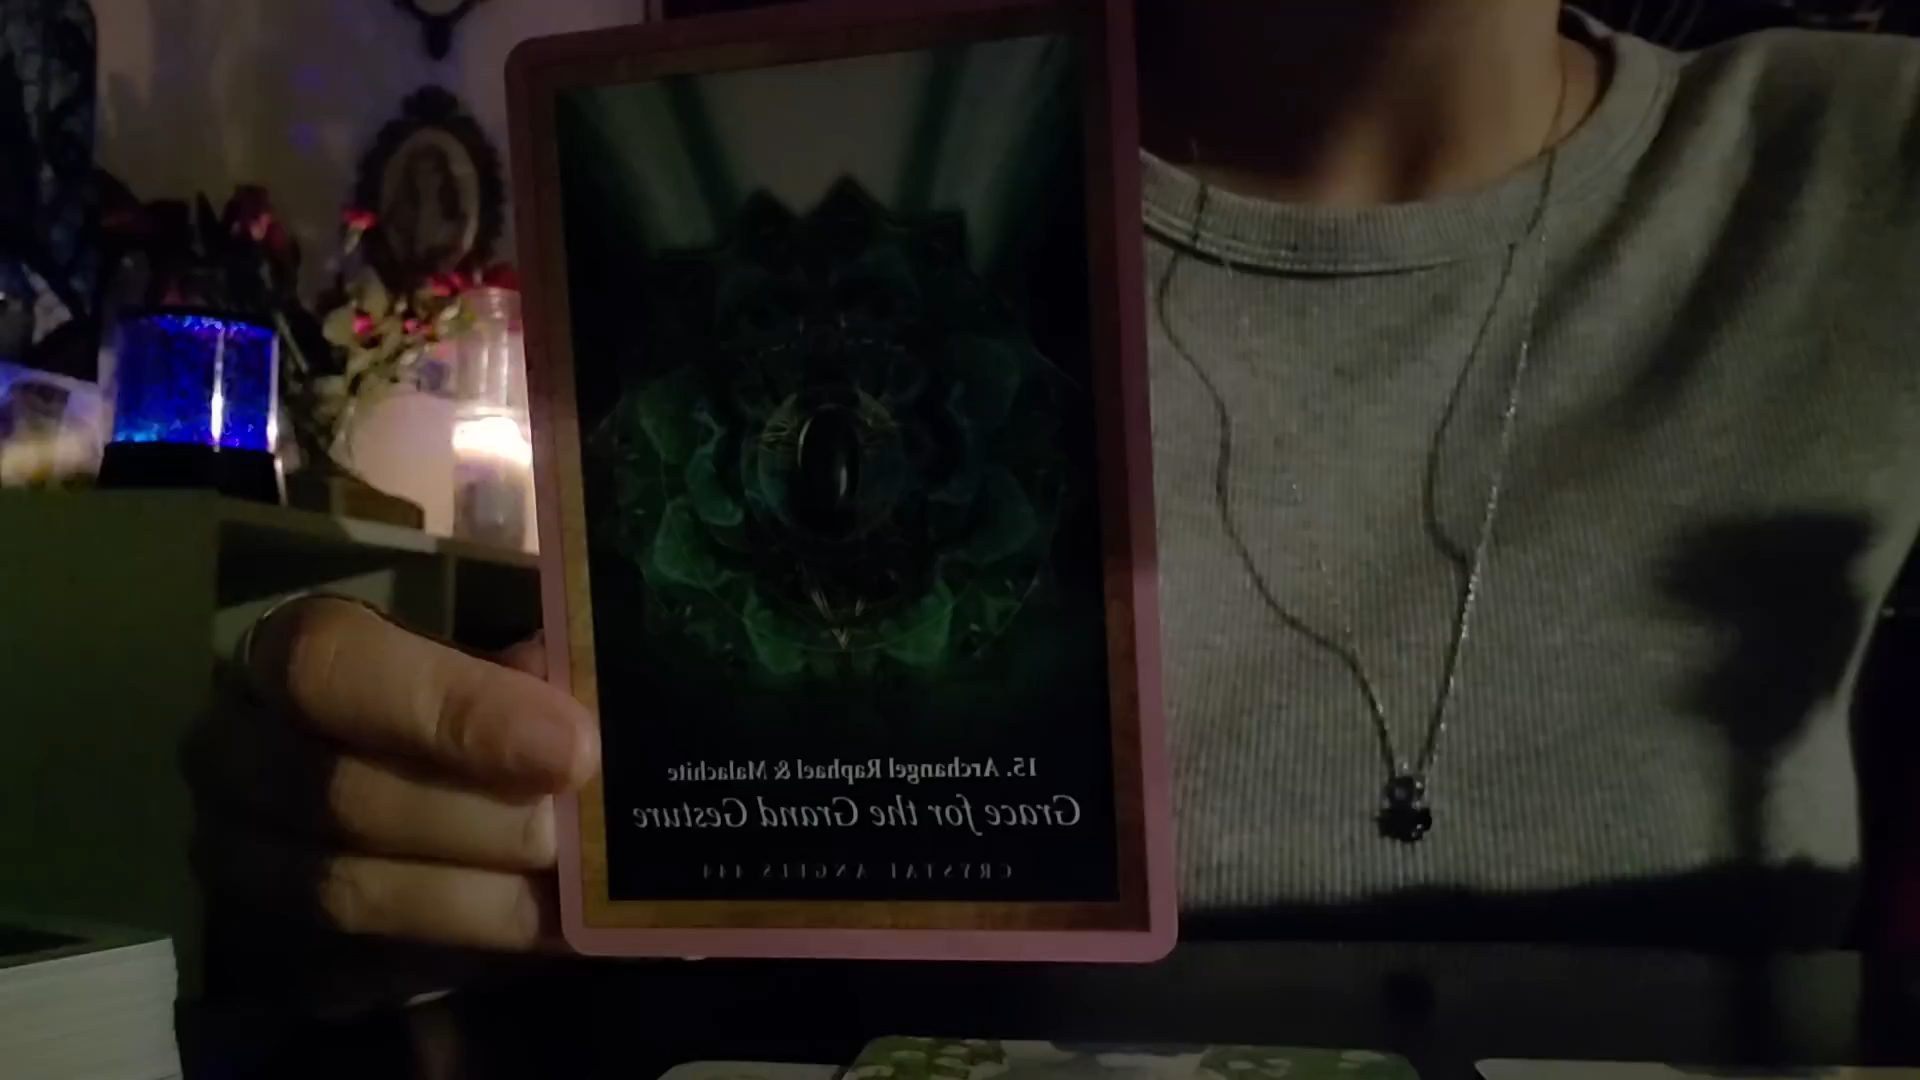 15. Archangel Raphael & Malachite
Grace for the Grand Gesture
CRYSTAL ANGELS 444